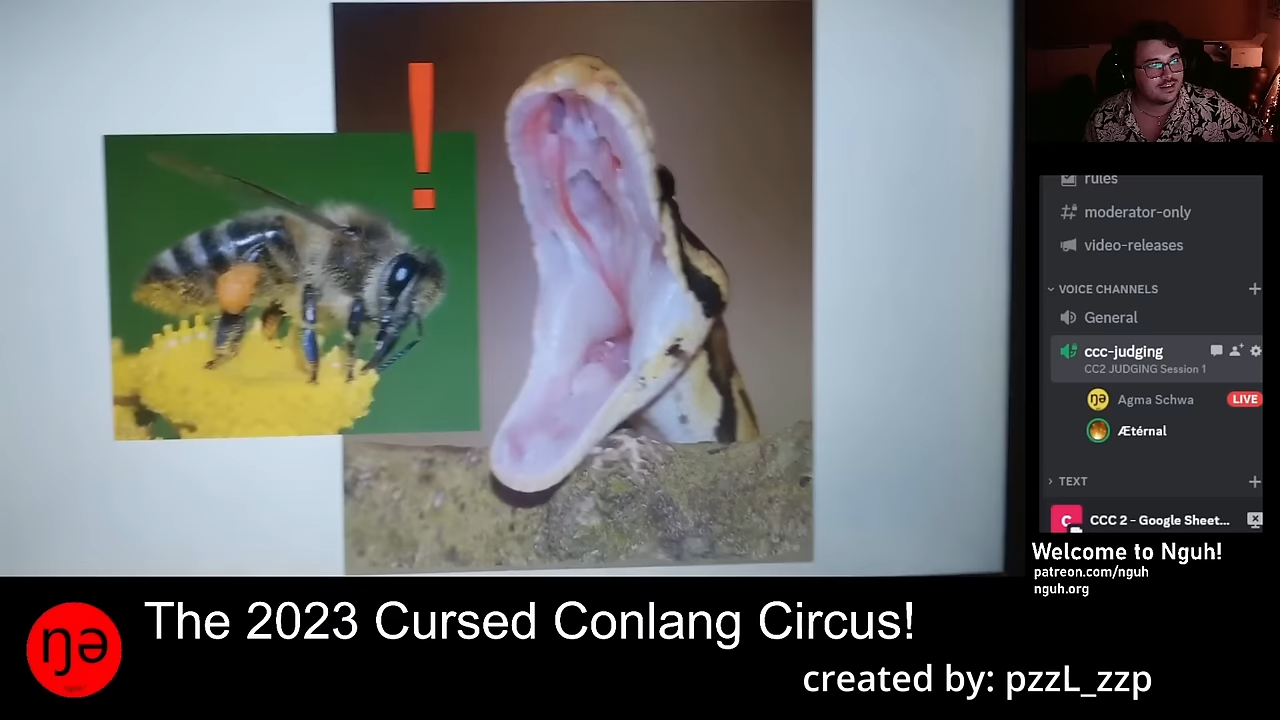 !
rules
moderator-only
video-releases
VOICE CHANNELS
General
ccc-judging
CC2 JUDGING Session 1
ŋə Agma Schwa LIVE
Ætérnal
TEXT
C CCC 2 - Google Sheet...
Welcome to Nguh!
patreon.com/nguh
nguh.org
ŋə
The 2023 Cursed Conlang Circus!
created by: pzzL_zzp